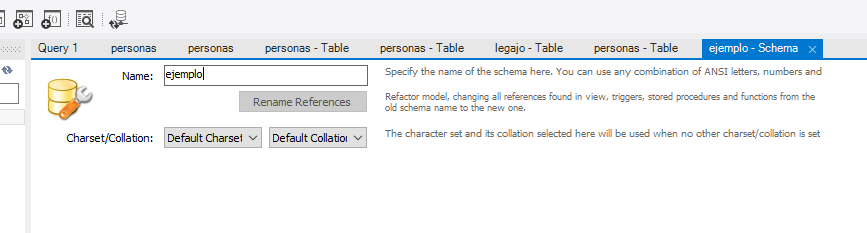 Query 1 personas personas personas - Table personas - Table legajo - Table personas - Table ejemplo - Schema
Name: ejemplo Specify the name of the schema here. You can use any combination of ANSI letters, numbers and
Rename References Refactor model, changing all references found in view, triggers, stored procedures and functions from the
old schema name to the new one.
Charset/Collation: Default Charset Default Collation The character set and its collation selected here will be used when no other charset/collation is set